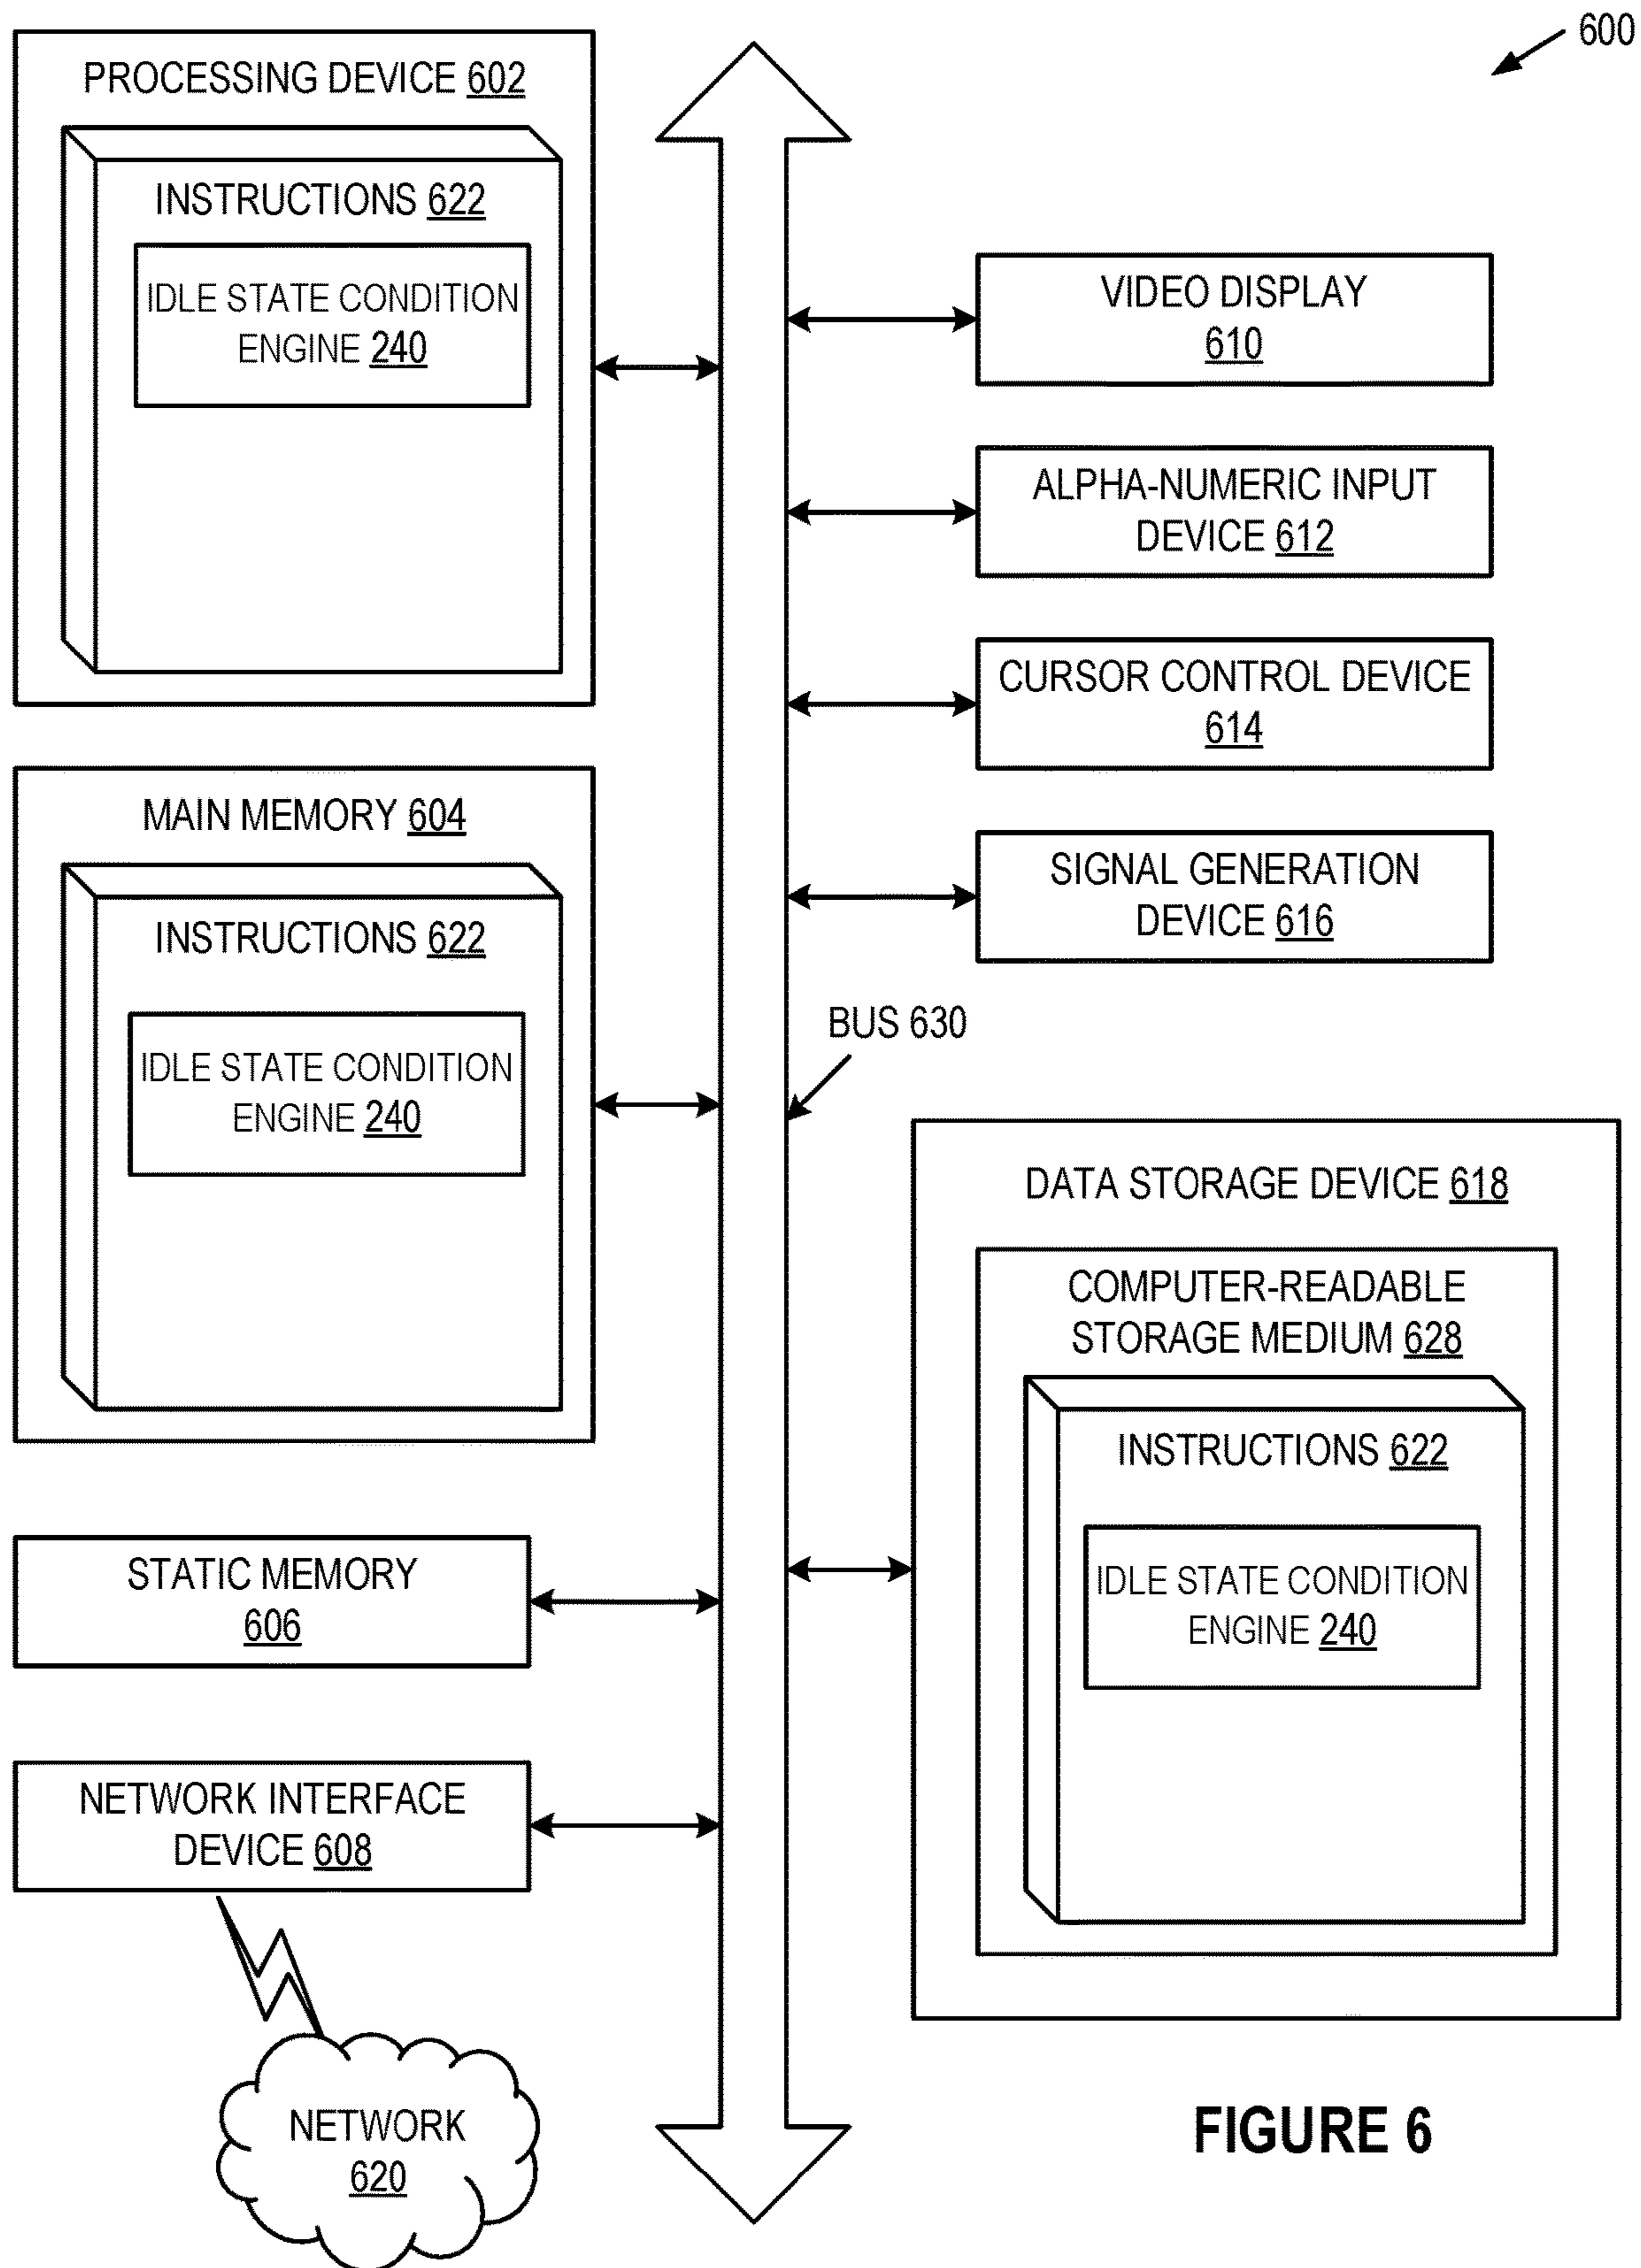 600
PROCESSING DEVICE 602
INSTRUCTIONS 622
IDLE STATE CONDITION
ENGINE 240
MAIN MEMORY 604
INSTRUCTIONS 622
IDLE STATE CONDITION
ENGINE 240
STATIC MEMORY
606
NETWORK INTERFACE
DEVICE 608
NETWORK
620
VIDEO DISPLAY
610
ALPHA-NUMERIC INPUT
DEVICE 612
CURSOR CONTROL DEVICE
614
SIGNAL GENERATION
DEVICE 616
BUS 630
DATA STORAGE DEVICE 618
COMPUTER-READABLE
STORAGE MEDIUM 628
INSTRUCTIONS 622
IDLE STATE CONDITION
ENGINE 240
FIGURE 6